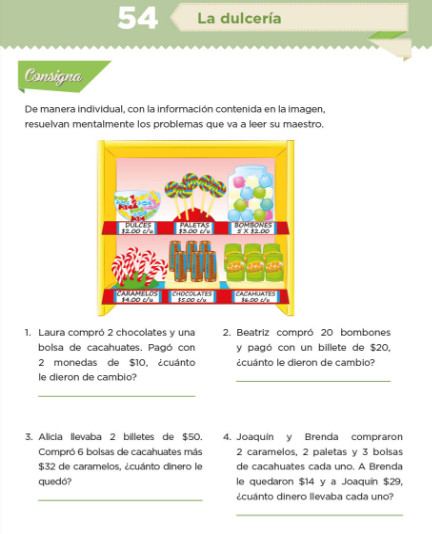 54 La dulcería
Consigna
De manera individual, con la información contenida en la imagen,
resuelvan mentalmente los problemas que va a leer su maestro.
DULCES PALETAS BOMBONES
$2.00 c/u $3.00 c/u 5 X $2.00
CARAMELOS CHOCOLATES CACAHUATES
$4.00 c/u $5.00 c/u $6.00 c/u
1. Laura compró 2 chocolates y una
bolsa de cacahuates. Pagó con
2 monedas de $10, ¿cuánto
le dieron de cambio?
2. Beatriz compró 20 bombones
y pagó con un billete de $20,
¿cuánto le dieron de cambio?
3. Alicia llevaba 2 billetes de $50.
Compró 6 bolsas de cacahuates más
$32 de caramelos, ¿cuánto dinero le
quedó?
4. Joaquín y Brenda compraron
2 caramelos, 2 paletas y 3 bolsas
de cacahuates cada uno. A Brenda
le quedaron $14 y a Joaquín $29,
¿cuánto dinero llevaba cada uno?